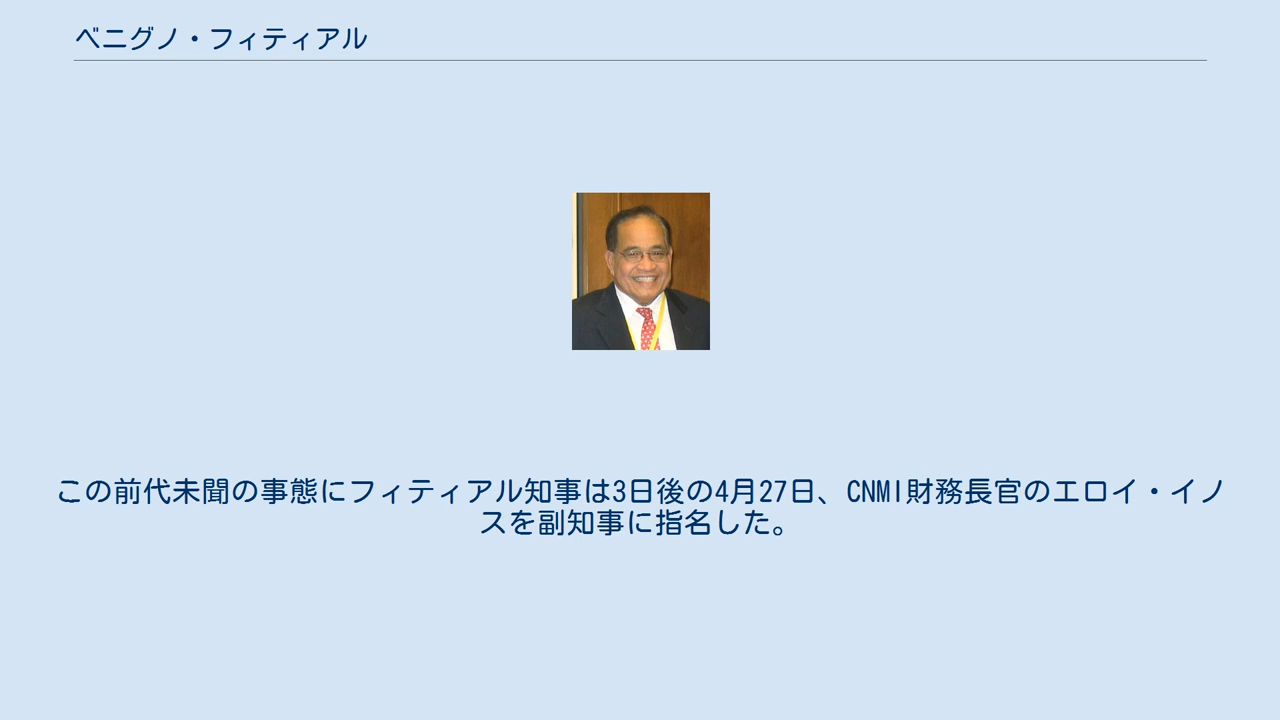 ベニグノ・フィティアル
この前代未聞の事態にフィティアル知事は3日後の4月27日、CNMI財務長官のエロイ・イノ
スを副知事に指名した。